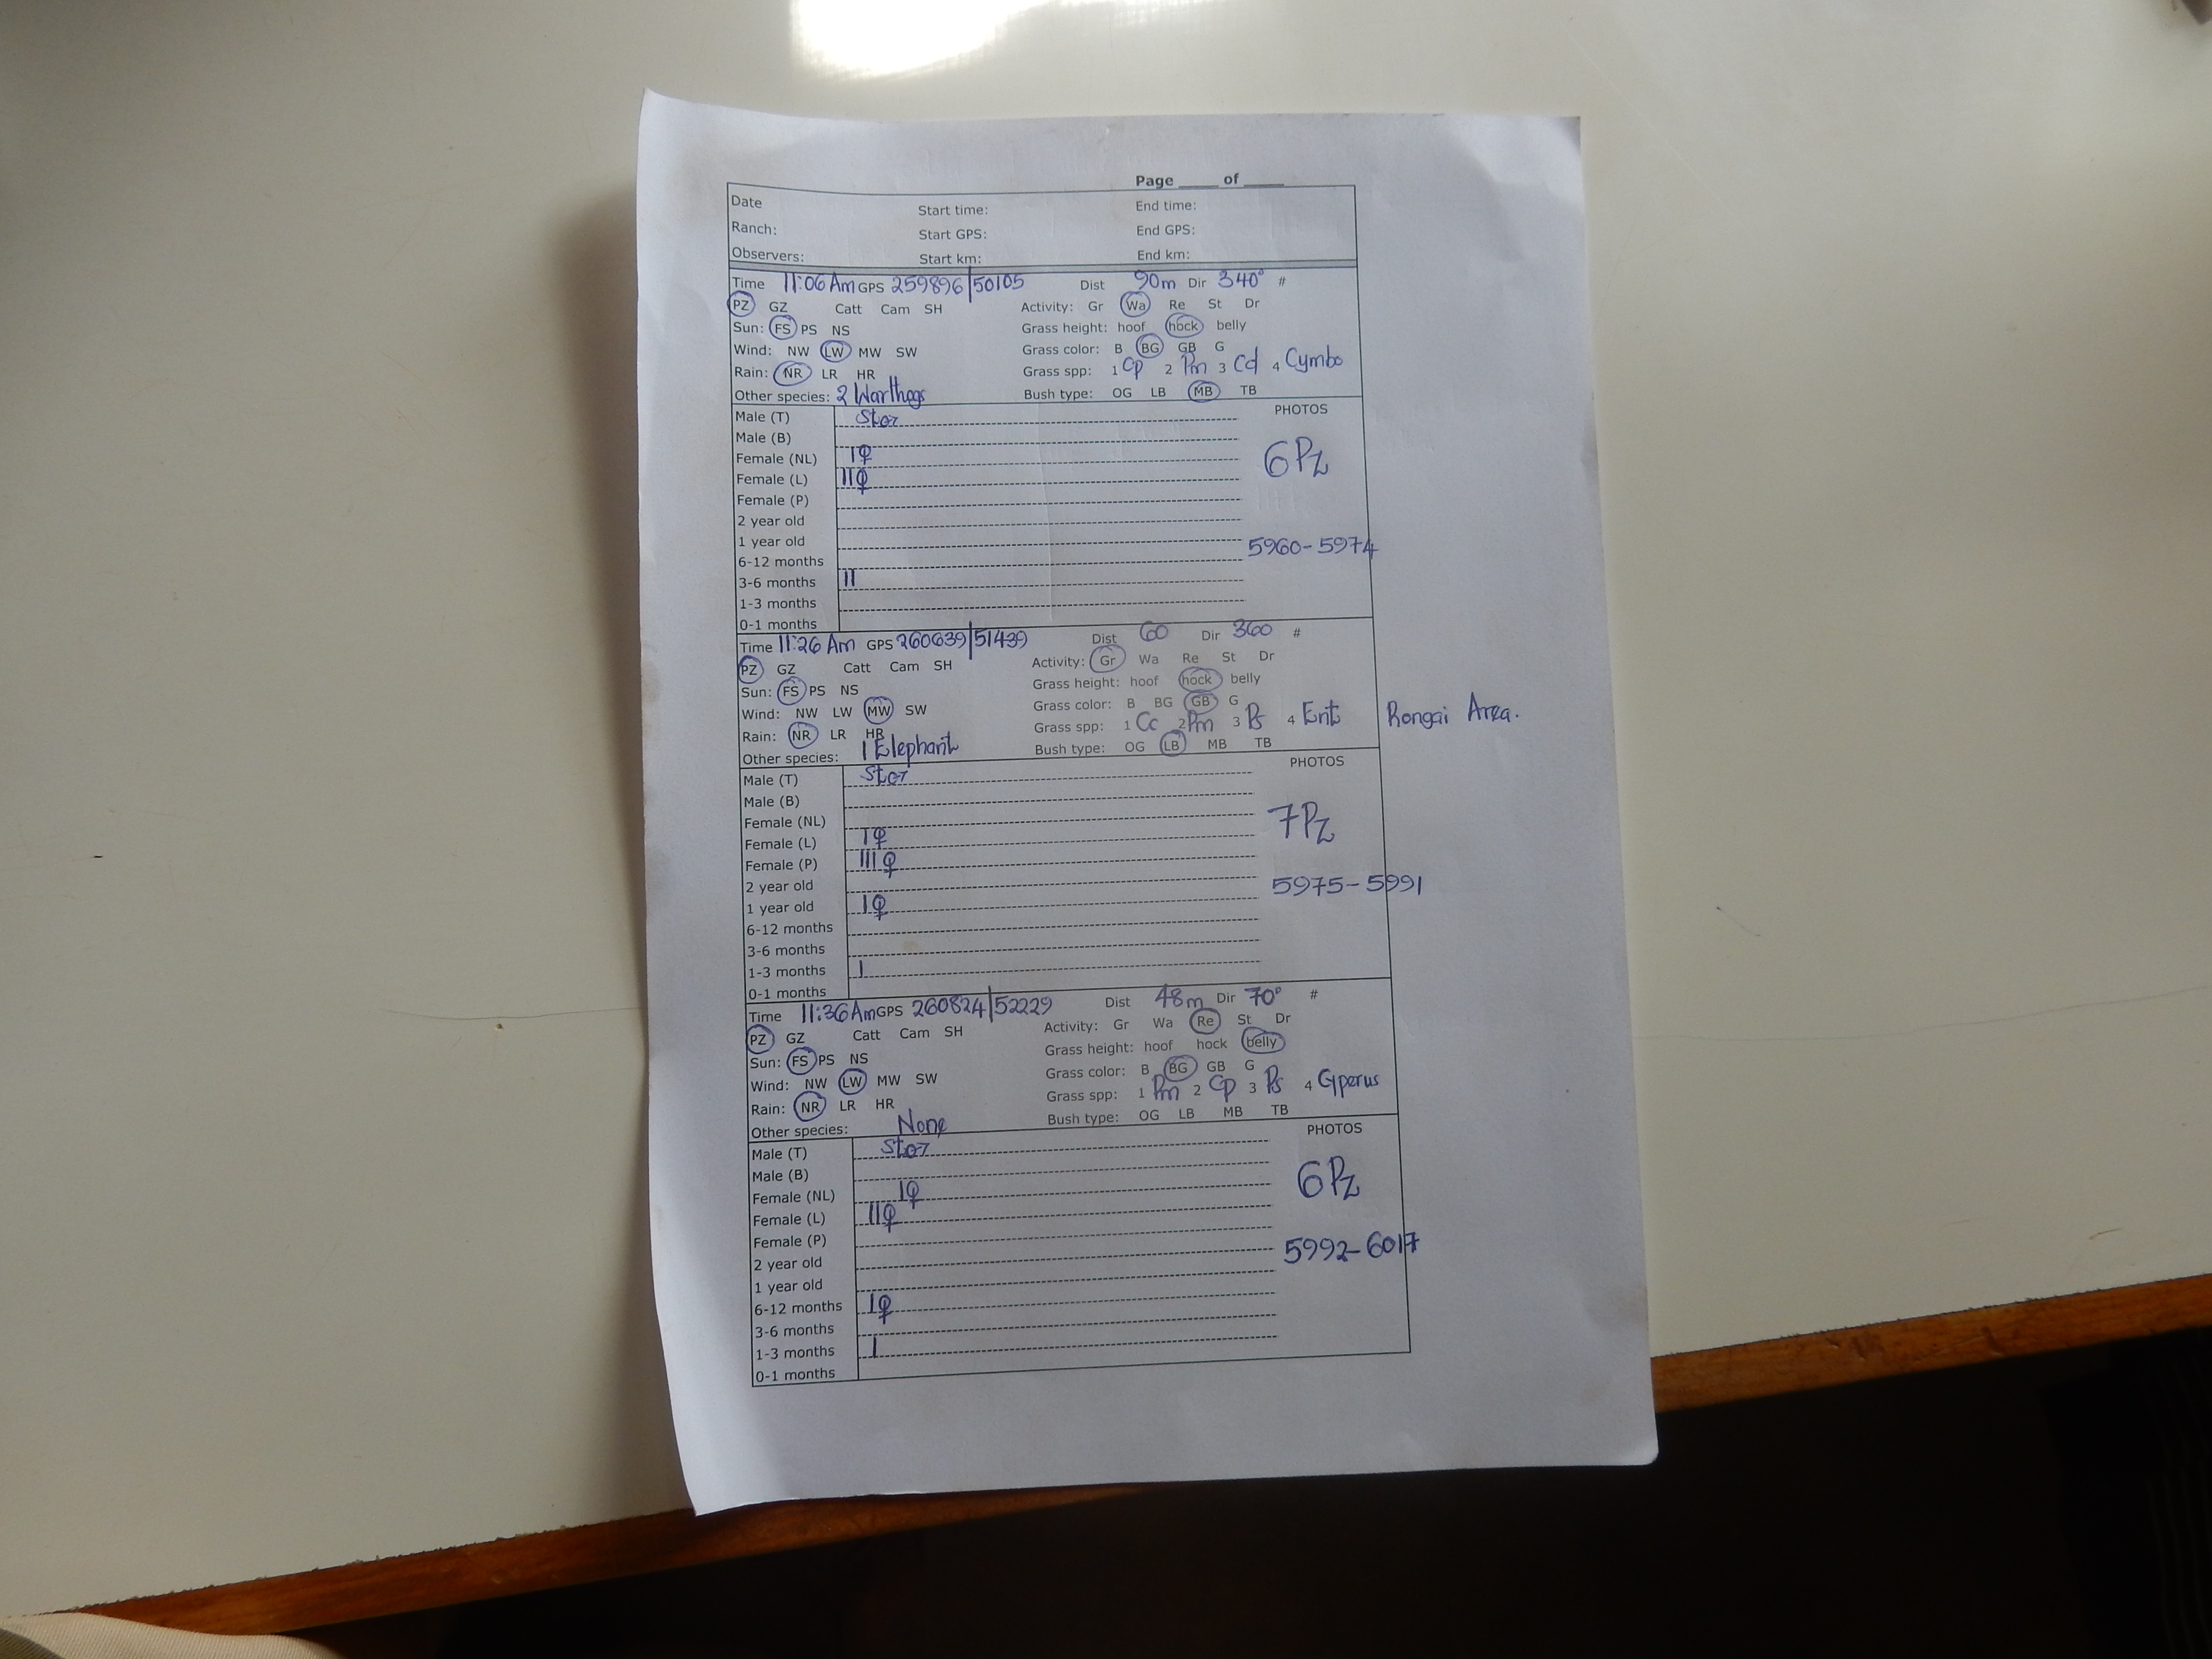 Page ____ of ____
Date Start time: End time:
Ranch: Start GPS: End GPS:
Observers: Start km: End km:
Time 11:06 Am GPS 259896|50105 Dist 90m Dir 340° #
PZ GZ Catt Cam SH Activity: Gr Wa Re St Dr
Sun: FS PS NS Grass height: hoof hock belly
Wind: NW LW MW SW Grass color: B BG GB G
Rain: NR LR HR Grass spp: 1 Cp 2 Pm 3 Cd 4 Cymbo
Other species: 2 Warthogs Bush type: OG LB MB TB
Male (T) Stor PHOTOS
Male (B)
Female (NL) I♀ 6Pz
Female (L) II♀
Female (P)
2 year old
1 year old 5960-5974
6-12 months
3-6 months II
1-3 months
0-1 months
Time 11:26 Am GPS 260639|51439 Dist 60 Dir 360 #
PZ GZ Catt Cam SH Activity: Gr Wa Re St Dr
Sun: FS PS NS Grass height: hoof hock belly
Wind: NW LW MW SW Grass color: B BG GB G
Rain: NR LR HR Grass spp: 1 Cc 2 Pm 3 Ps 4 Ent Rongai Area.
Other species: 1 Elephant Bush type: OG LB MB TB
Male (T) Stor PHOTOS
Male (B)
Female (NL) 7Pz
Female (L) I♀
Female (P) III♀
2 year old 5975-5991
1 year old I♀
6-12 months
3-6 months
1-3 months I
0-1 months
Time 11:36 Am GPS 260824|52229 Dist 48m Dir 70° #
PZ GZ Catt Cam SH Activity: Gr Wa Re St Dr
Sun: FS PS NS Grass height: hoof hock belly
Wind: NW LW MW SW Grass color: B BG GB G
Rain: NR LR HR Grass spp: 1 Pm 2 Cp 3 Ps 4 Cyperus
Other species: None Bush type: OG LB MB TB
Male (T) Stor PHOTOS
Male (B)
Female (NL) I♀ 6Pz
Female (L) II♀
Female (P)
2 year old 5992-6017
1 year old
6-12 months I♀
3-6 months
1-3 months I
0-1 months